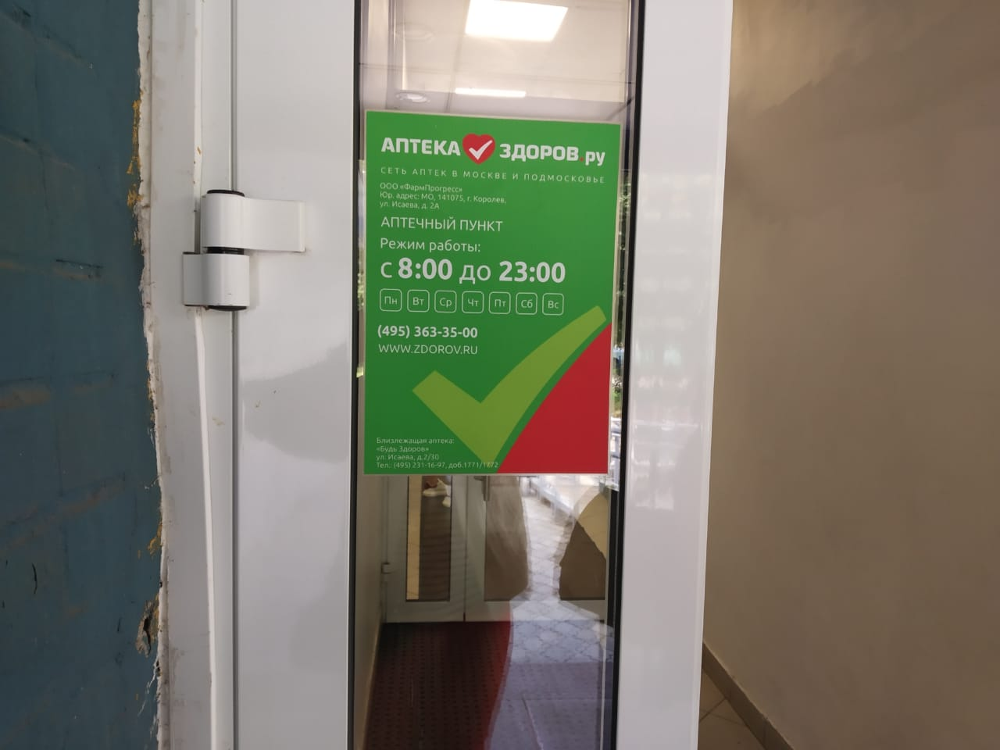 АПТЕКА ЗДОРОВ.ру
СЕТЬ АПТЕК В МОСКВЕ И ПОДМОСКОВЬЕ
ООО «ФармПрогресс»
Юр. адрес: МО, 141075, г. Королев,
ул. Исаева, д. 2А
АПТЕЧНЫЙ ПУНКТ
Режим работы:
с 8:00 до 23:00
Пн Вт Ср Чт Пт Сб Вс
(495) 363-35-00
WWW.ZDOROV.RU
Близлежащая аптека:
«Будь Здоров»
ул. Исаева, д.2/30
Тел.: (495) 231-16-97, доб.1771/1772